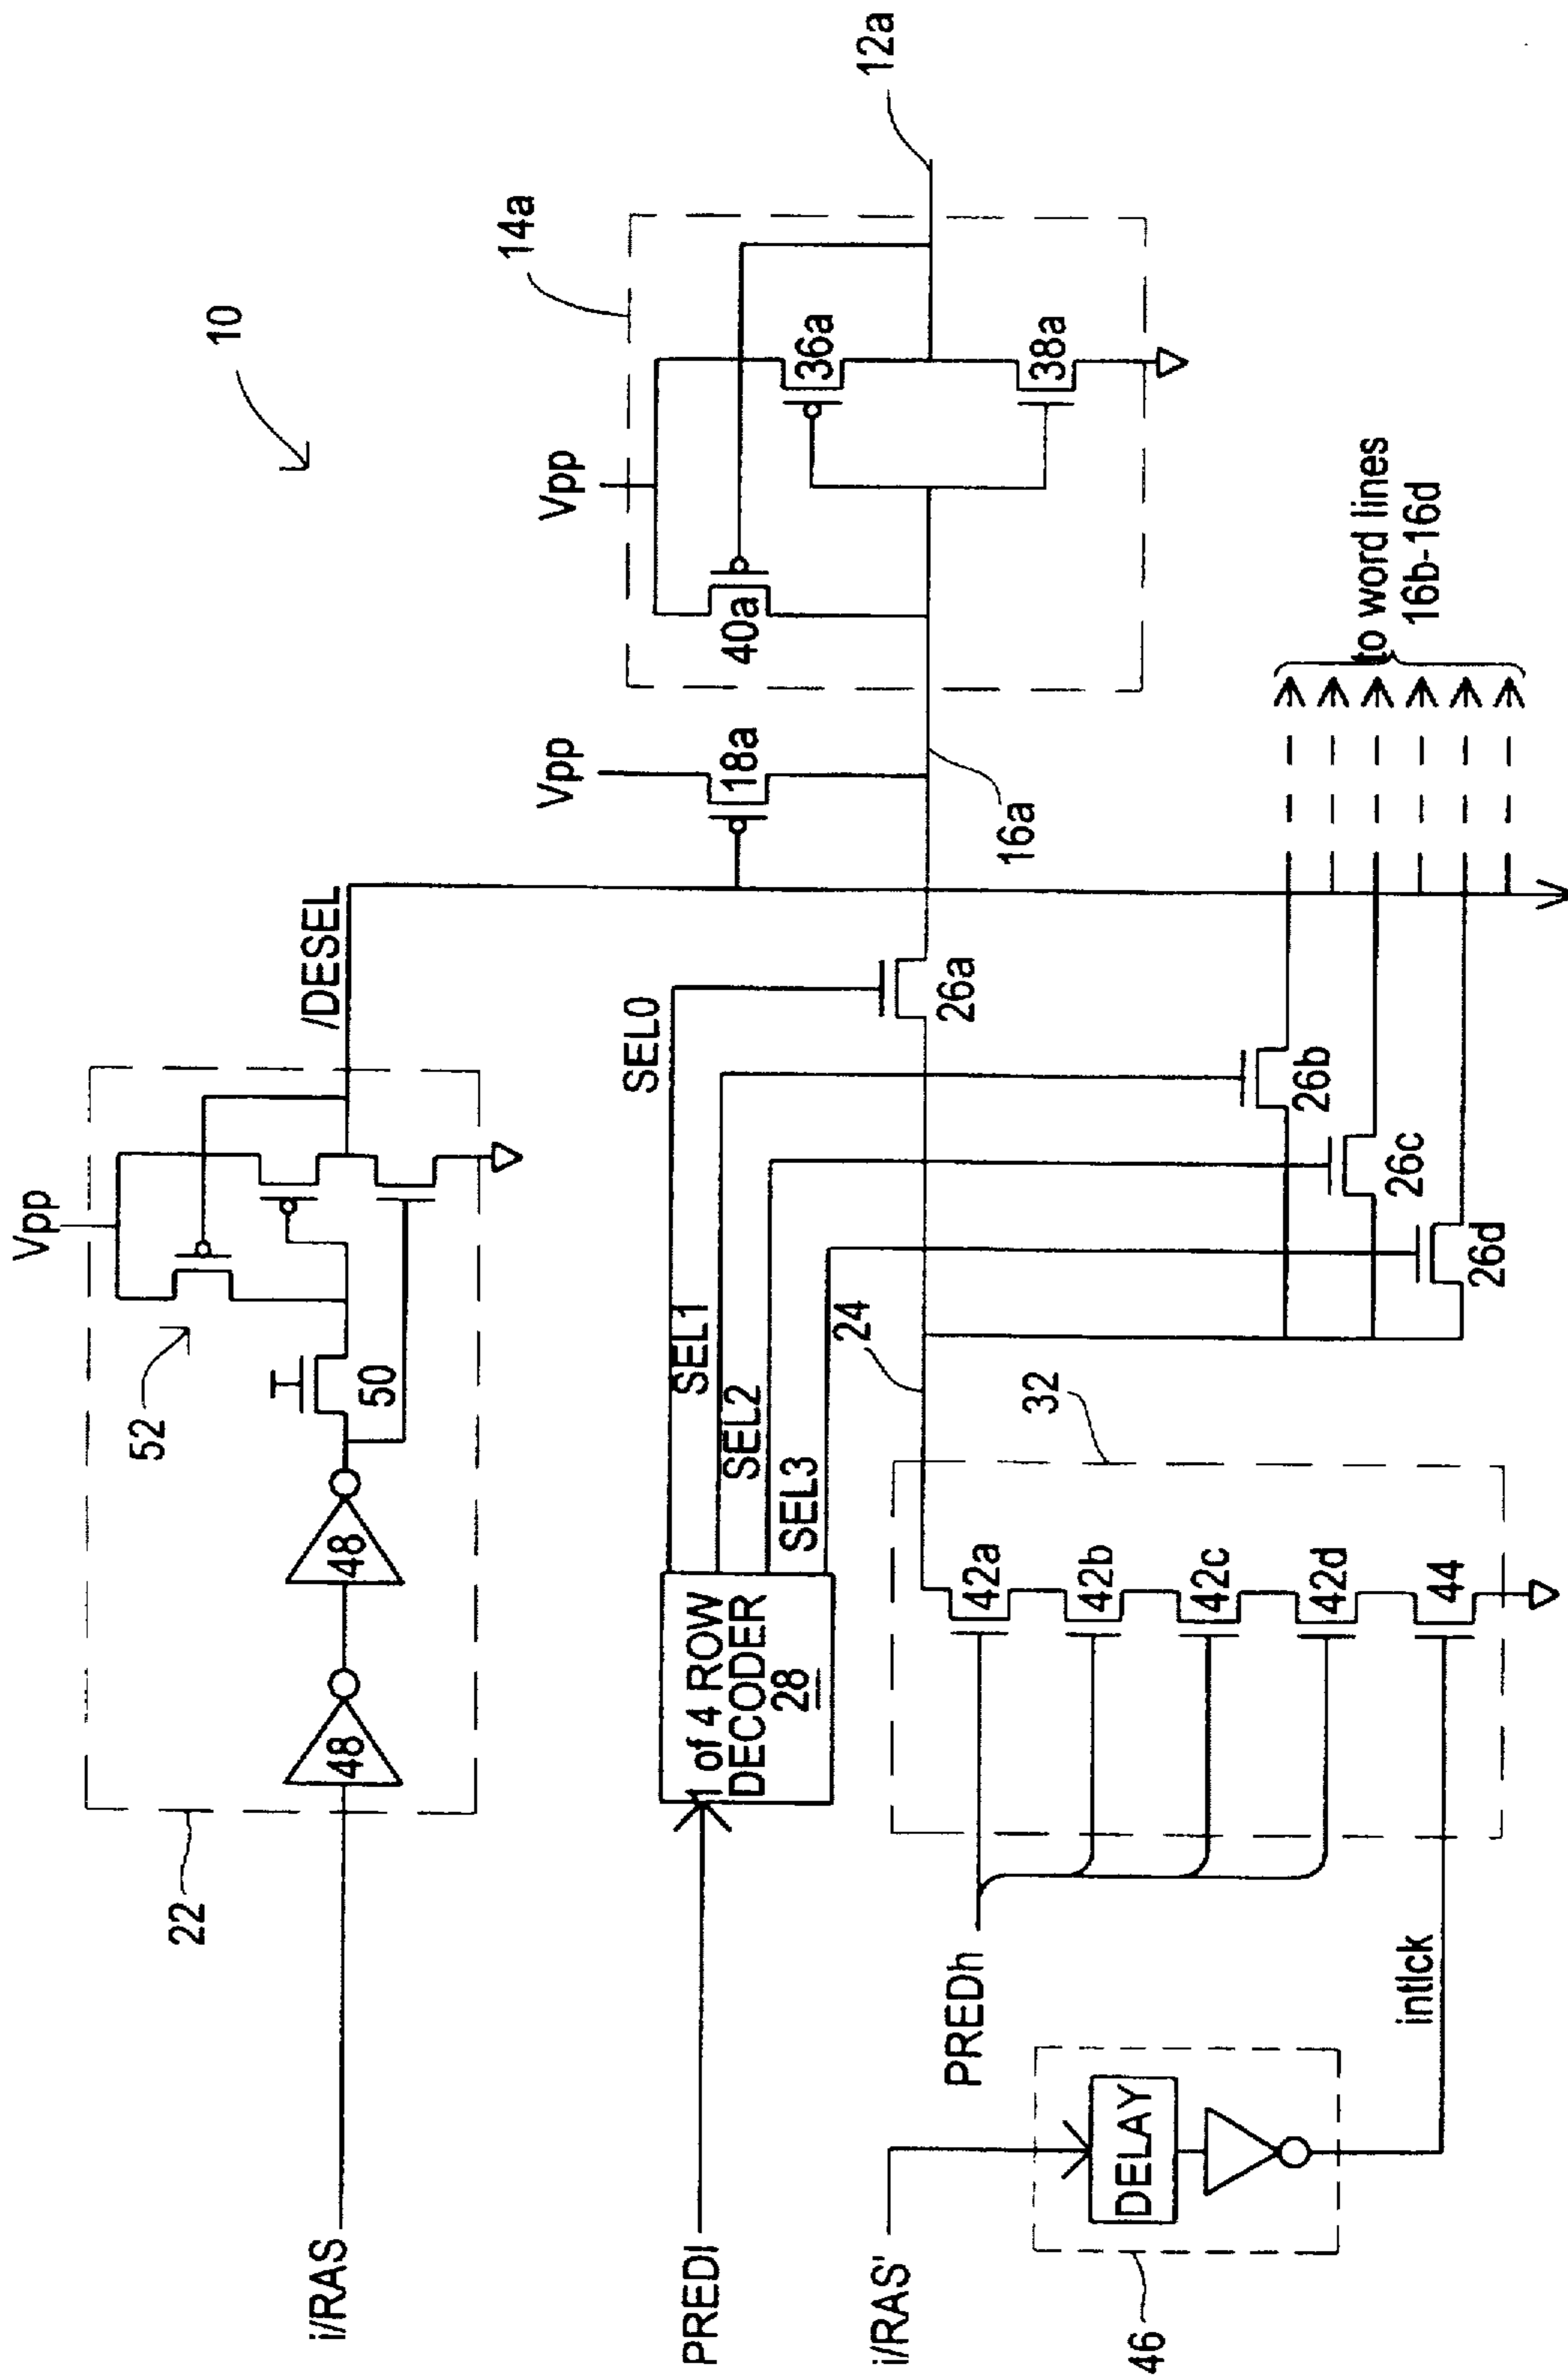 10
i/RAS
22
48
48
50
52
Vpp
/DESEL
PREDl
1 of 4 ROW
DECODER
28
SEL0
SEL1
SEL2
SEL3
Vpp
18a
16a
Vpp
14a
40a
36a
38a
12a
24
26a
26b
26c
26d
to word lines
16b-16d
32
PREDh
42a
42b
42c
42d
44
i/RAS'
46
DELAY
intlck